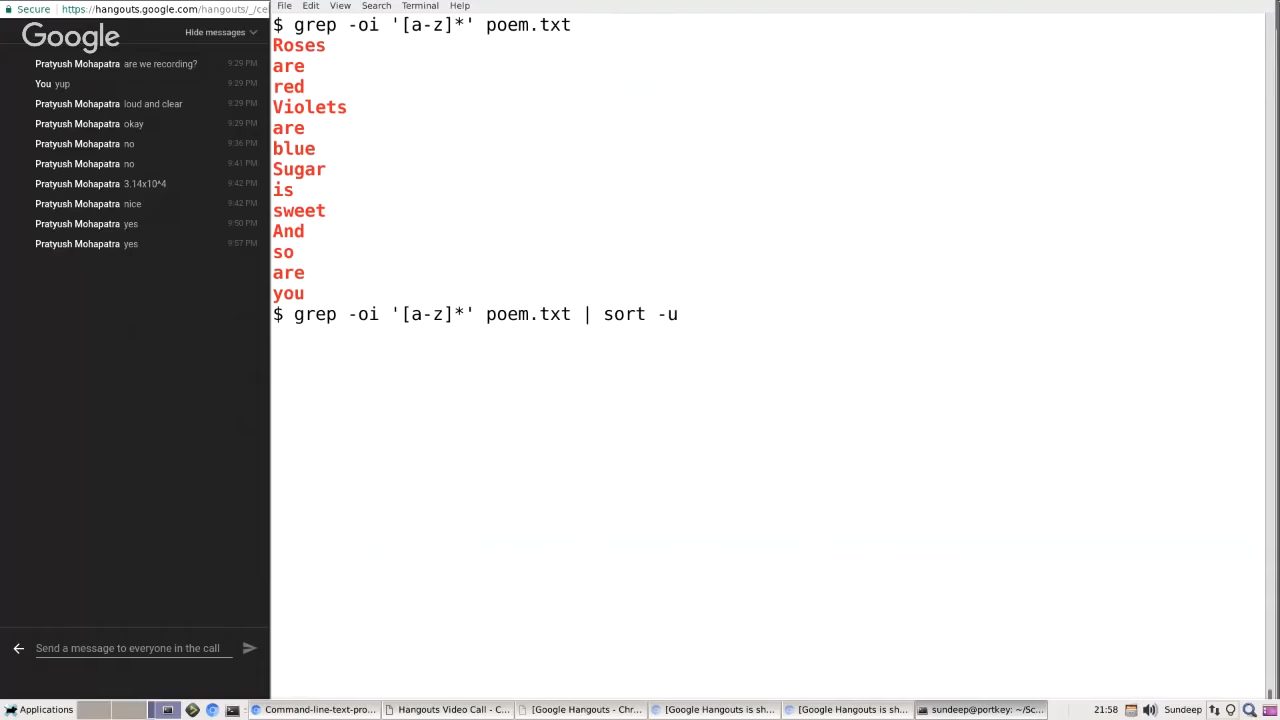 Secure https://hangouts.google.com/hangouts/_/ce
Google
Hide messages
Pratyush Mohapatra are we recording? 9:29 PM
You yup 9:29 PM
Pratyush Mohapatra loud and clear 9:29 PM
Pratyush Mohapatra okay 9:29 PM
Pratyush Mohapatra no 9:36 PM
Pratyush Mohapatra no 9:41 PM
Pratyush Mohapatra 3.14x10^4 9:42 PM
Pratyush Mohapatra nice 9:42 PM
Pratyush Mohapatra yes 9:50 PM
Pratyush Mohapatra yes 9:57 PM
Send a message to everyone in the call
File Edit View Search Terminal Help
$ grep -oi '[a-z]*' poem.txt
Roses
are
red
Violets
are
blue
Sugar
is
sweet
And
so
are
you
$ grep -oi '[a-z]*' poem.txt | sort -u
Applications Command-line-text-pro... Hangouts Video Call - C... [Google Hangouts - Chr... [Google Hangouts is sh... [Google Hangouts is sh... sundeep@portkey: ~/Sc... 21:58 Sundeep